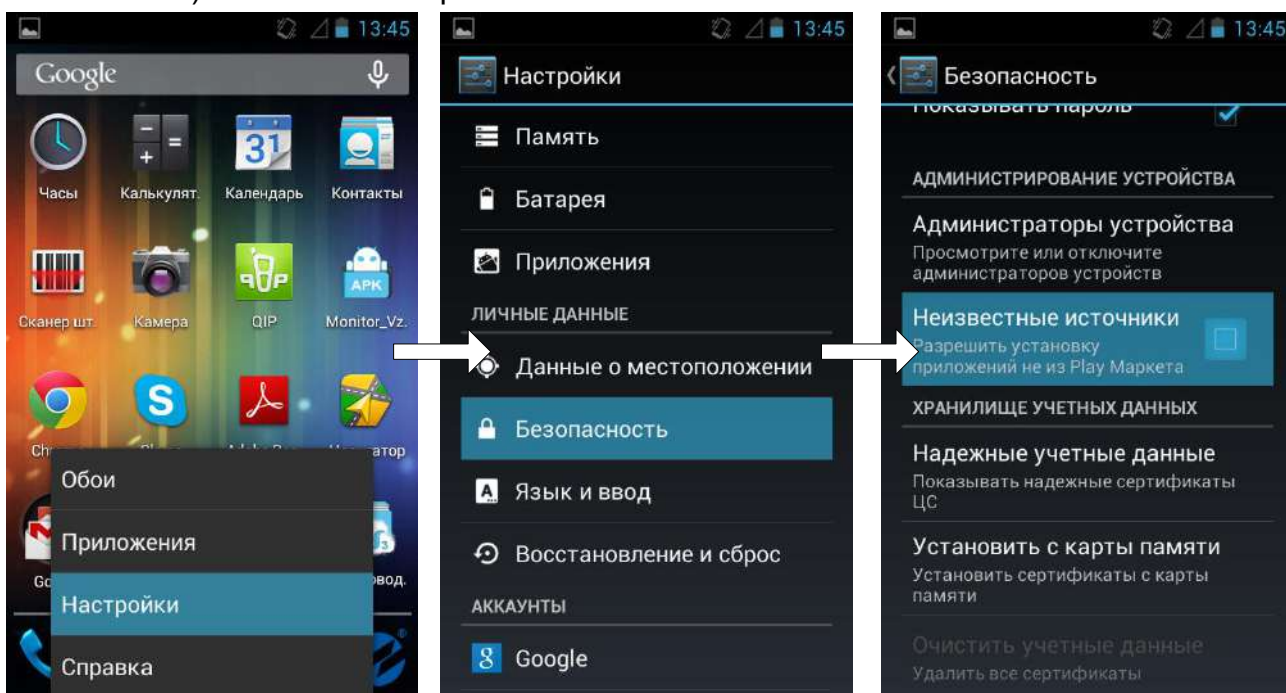 13:45
Google
31
Часы
Калькулят.
Календарь
Контакты
APK
Сканер шт.
Камера
QIP
Monitor_Vz.
Обои
Приложения
Настройки
Справка
13:45
Настройки
Память
Батарея
Приложения
ЛИЧНЫЕ ДАННЫЕ
Данные о местоположении
Безопасность
Язык и ввод
Восстановление и сброс
АККАУНТЫ
Google
13:45
Безопасность
Показывать пароль
АДМИНИСТРИРОВАНИЕ УСТРОЙСТВА
Администраторы устройства
Просмотрите или отключите
администраторов устройств
Неизвестные источники
Разрешить установку
приложений не из Play Маркета
ХРАНИЛИЩЕ УЧЕТНЫХ ДАННЫХ
Надежные учетные данные
Показывать надежные сертификаты
ЦС
Установить с карты памяти
Установить сертификаты с карты
памяти
Очистить учетные данные
Удалить все сертификаты